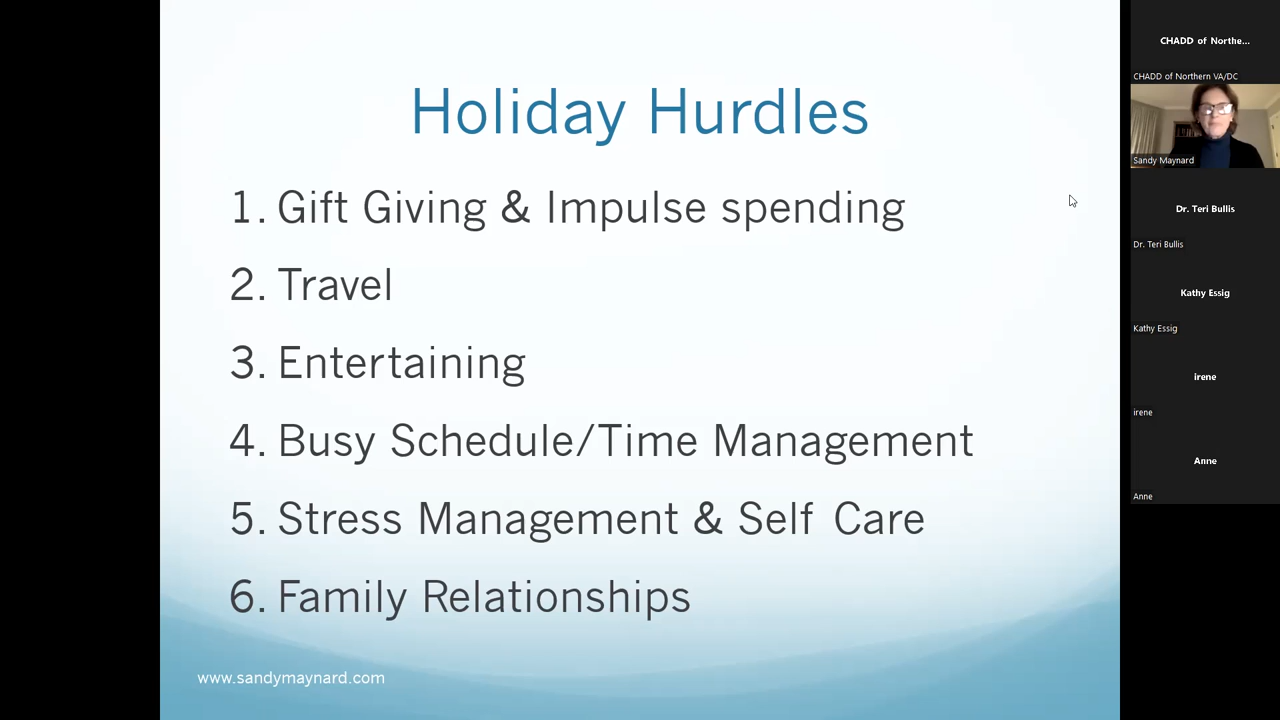 Holiday Hurdles
1. Gift Giving & Impulse spending
2. Travel
3. Entertaining
4. Busy Schedule/Time Management
5. Stress Management & Self Care
6. Family Relationships
www.sandymaynard.com
CHADD of Northe...
CHADD of Northern VA/DC
Sandy Maynard
Dr. Teri Bullis
Dr. Teri Bullis
Kathy Essig
Kathy Essig
irene
irene
Anne
Anne